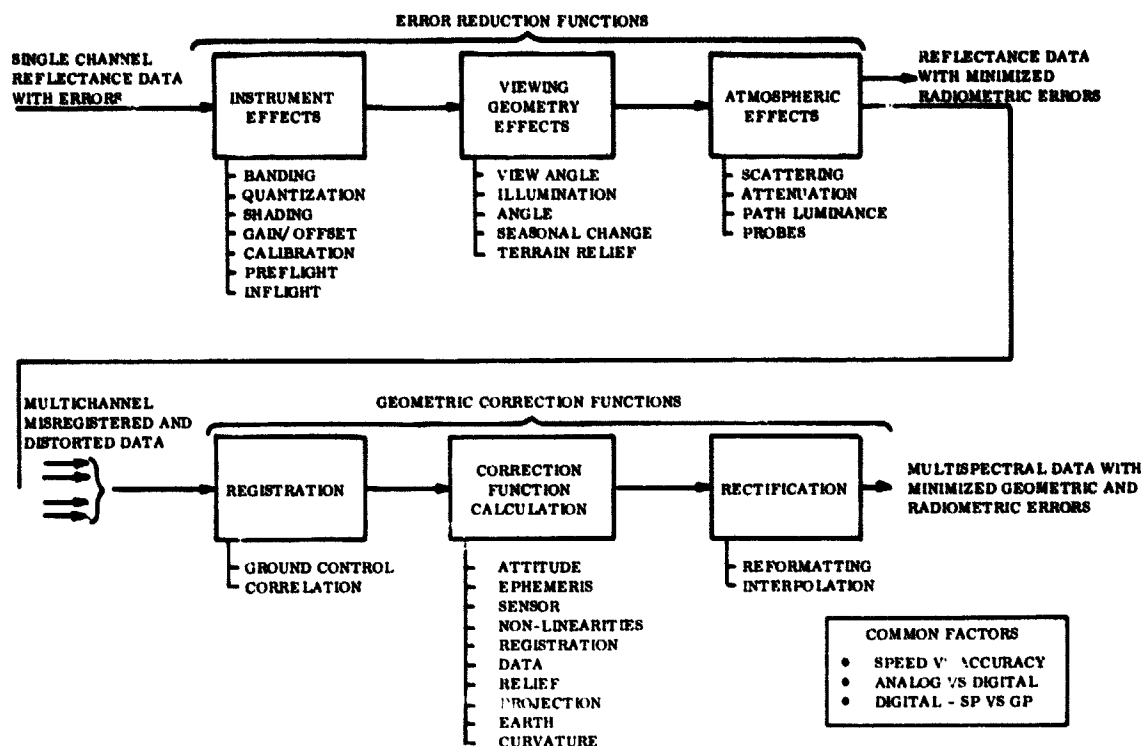 ERROR REDUCTION FUNCTIONS
SINGLE CHANNEL
REFLECTANCE DATA
WITH ERRORS
INSTRUMENT
EFFECTS
VIEWING
GEOMETRY
EFFECTS
ATMOSPHERIC
EFFECTS
REFLECTANCE DATA
WITH MINIMIZED
RADIOMETRIC ERRORS
BANDING
QUANTIZATION
SHADING
GAIN/OFFSET
CALIBRATION
PREFLIGHT
INFLIGHT
VIEW ANGLE
ILLUMINATION
ANGLE
SEASONAL CHANGE
TERRAIN RELIEF
SCATTERING
ATTENUATION
PATH LUMINANCE
PROBES
MULTICHANNEL
MISREGISTERED AND
DISTORTED DATA
GEOMETRIC CORRECTION FUNCTIONS
REGISTRATION
CORRECTION
FUNCTION
CALCULATION
RECTIFICATION
MULTISPECTRAL DATA WITH
MINIMIZED GEOMETRIC AND
RADIOMETRIC ERRORS
GROUND CONTROL
CORRELATION
ATTITUDE
EPHEMERIS
SENSOR
NON-LINEARITIES
REGISTRATION
DATA
RELIEF
PROJECTION
EARTH
CURVATURE
REFORMATTING
INTERPOLATION
COMMON FACTORS
• SPEED VS ACCURACY
• ANALOG VS DIGITAL
• DIGITAL - SP VS GP